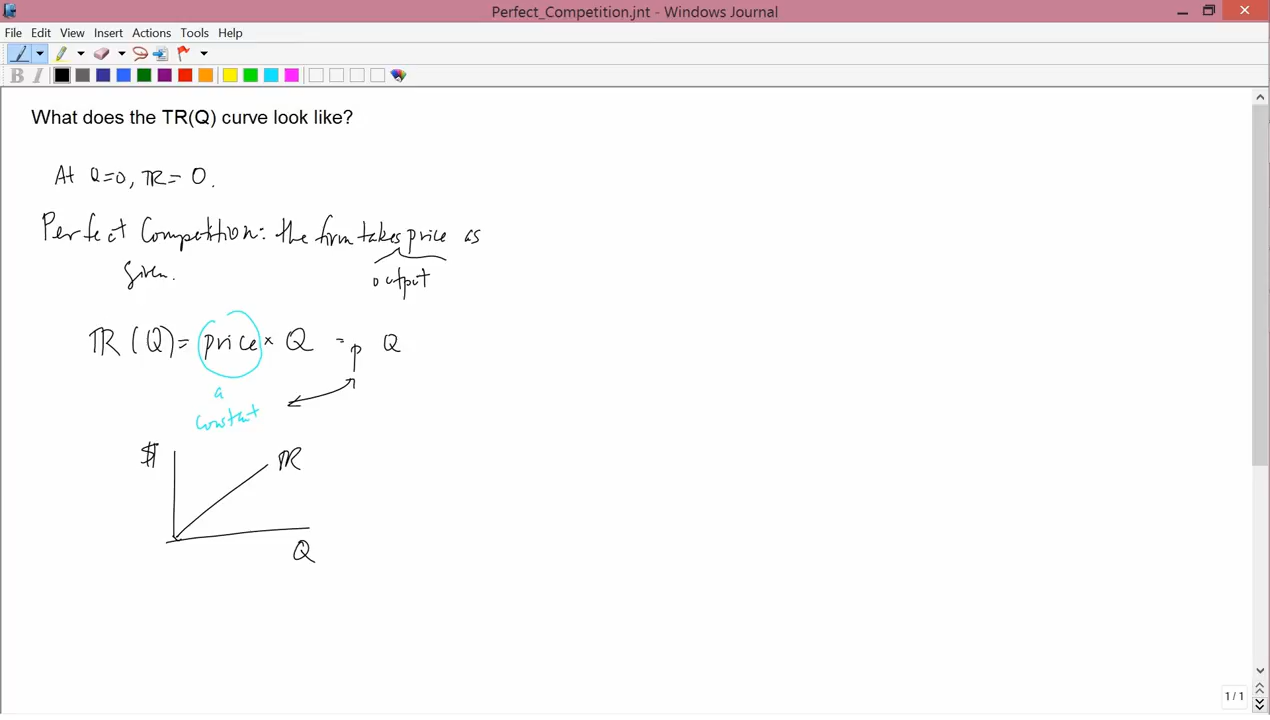 Perfect_Competition.jnt - Windows Journal
File Edit View Insert Actions Tools Help
B I
What does the TR(Q) curve look like?
At Q=0, TR= 0.
Perfect Competition: the firm takes price as
given.
output
TR (Q)= price × Q = p Q
a
constant
$ TR
Q
1 / 1